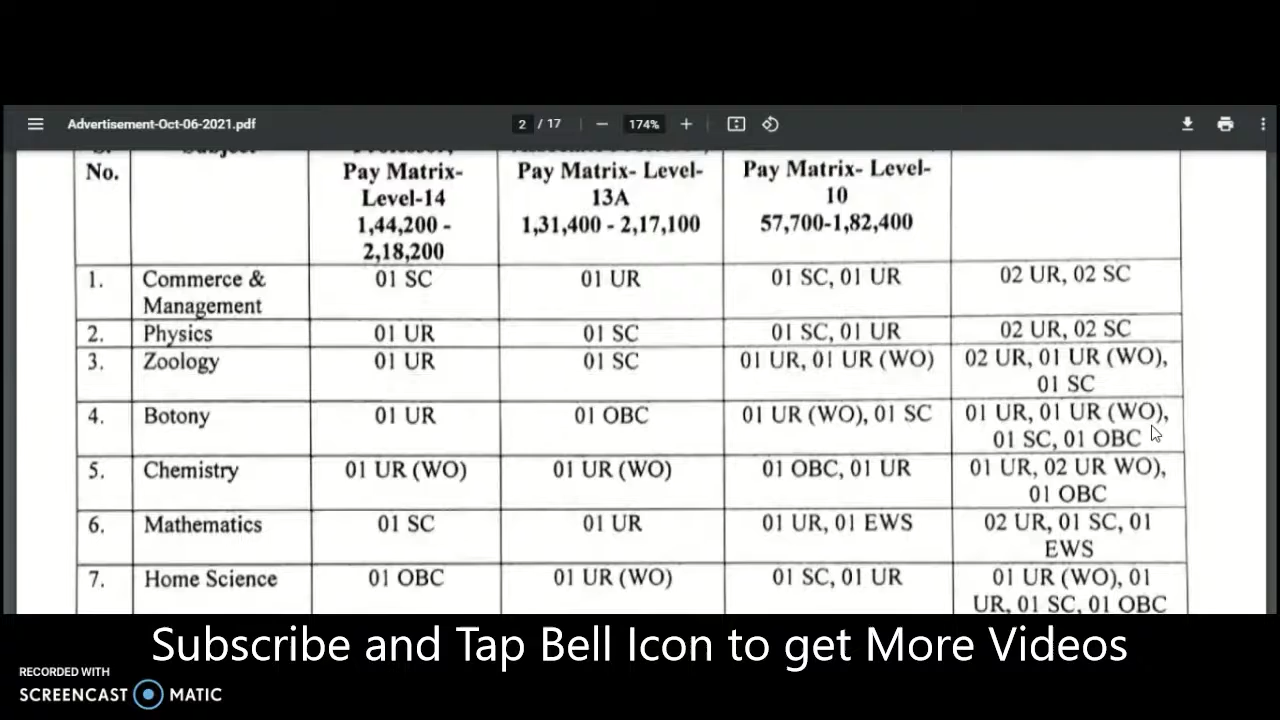 Advertisement-Oct-06-2021.pdf 2 / 17 174%
No. Pay Matrix- Pay Matrix- Level- Pay Matrix- Level-
Level-14 13A 10
1,44,200 - 1,31,400 - 2,17,100 57,700-1,82,400
2,18,200
1. Commerce & 01 SC 01 UR 01 SC, 01 UR 02 UR, 02 SC
Management
2. Physics 01 UR 01 SC 01 SC, 01 UR 02 UR, 02 SC
3. Zoology 01 UR 01 SC 01 UR, 01 UR (WO) 02 UR, 01 UR (WO),
01 SC
4. Botony 01 UR 01 OBC 01 UR (WO), 01 SC 01 UR, 01 UR (WO),
01 SC, 01 OBC
5. Chemistry 01 UR (WO) 01 UR (WO) 01 OBC, 01 UR 01 UR, 02 UR WO),
01 OBC
6. Mathematics 01 SC 01 UR 01 UR, 01 EWS 02 UR, 01 SC, 01
EWS
7. Home Science 01 OBC 01 UR (WO) 01 SC, 01 UR 01 UR (WO), 01
UR, 01 SC, 01 OBC
Subscribe and Tap Bell Icon to get More Videos
RECORDED WITH
SCREENCAST MATIC